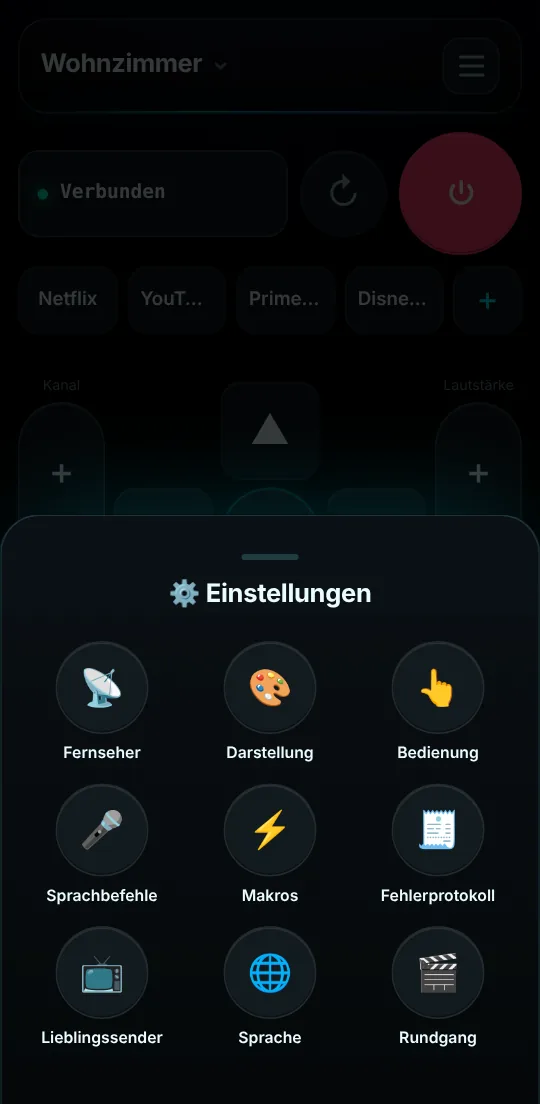 Wohnzimmer
Verbunden
Netflix YouT... Prime... Disne... +
Kanal Lautstärke
+ +
Einstellungen
Fernseher Darstellung Bedienung
Sprachbefehle Makros Fehlerprotokoll
Lieblingssender Sprache Rundgang